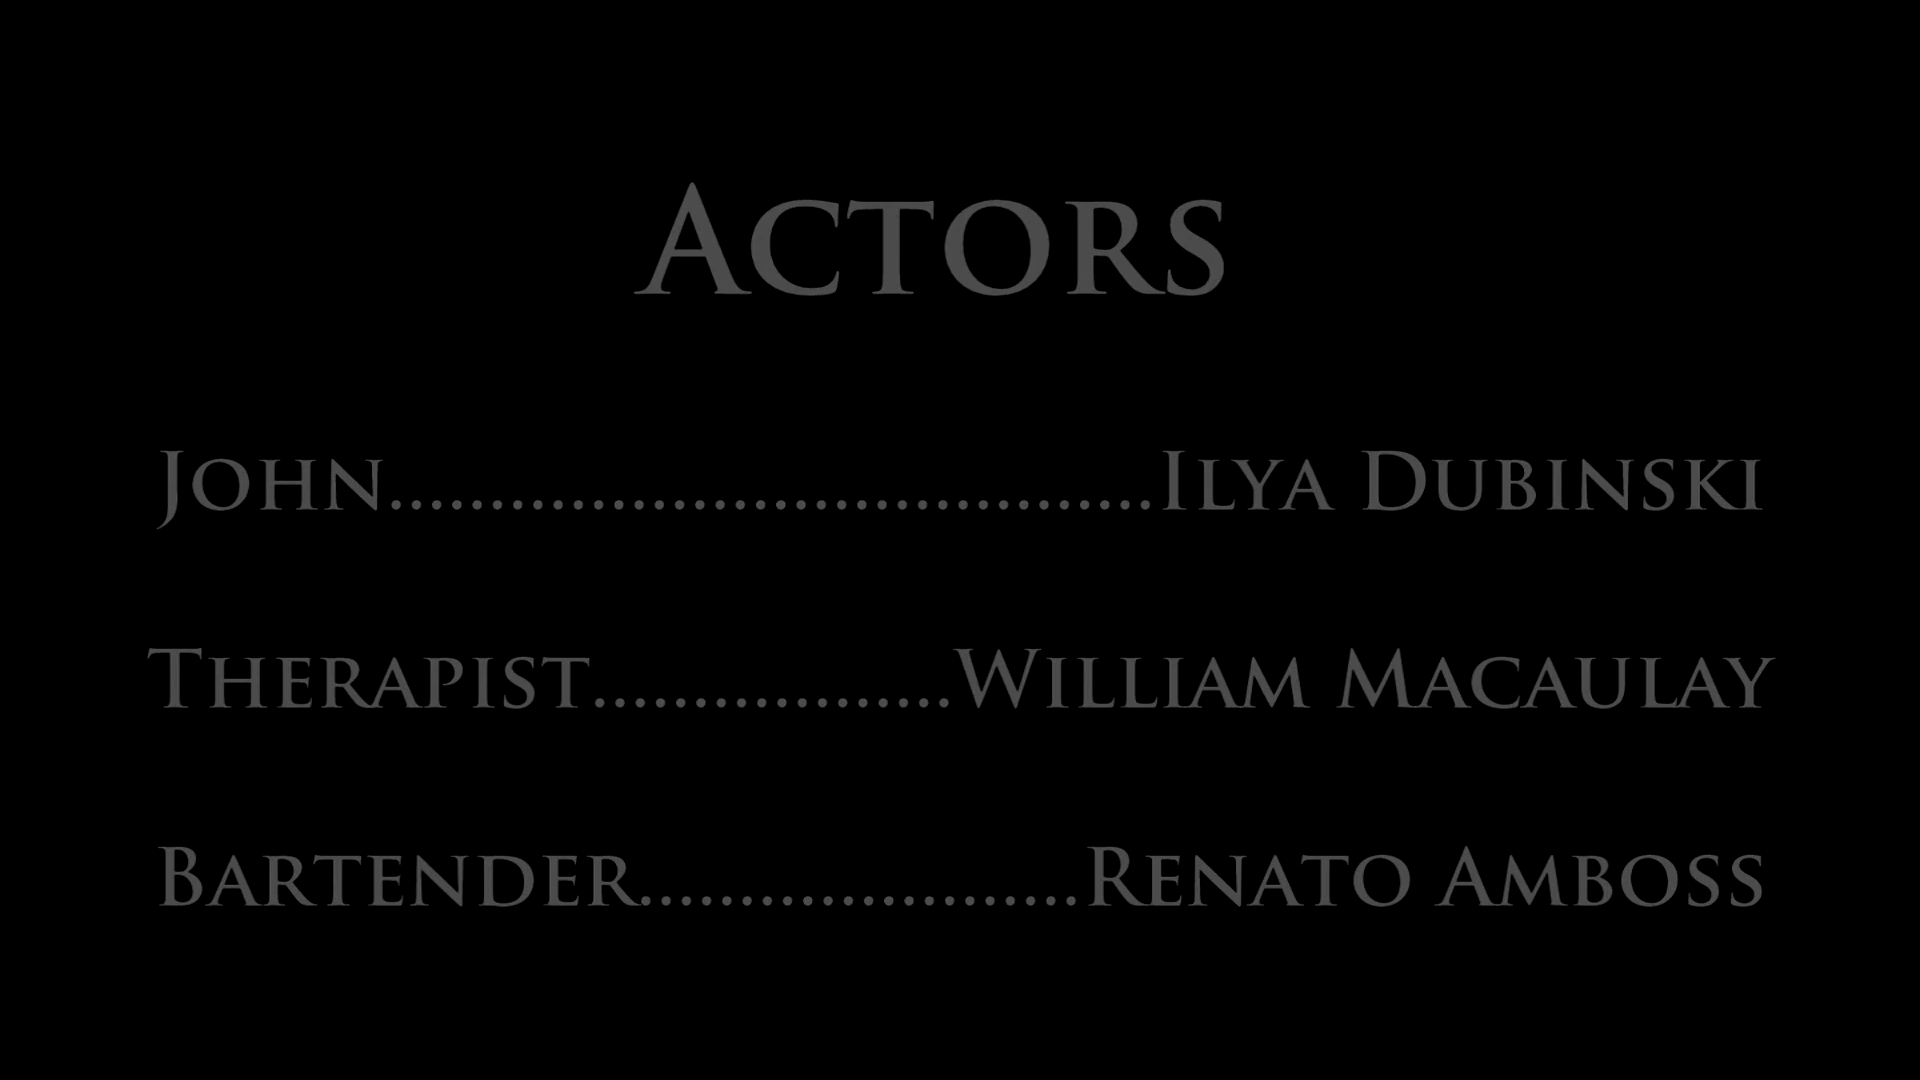 Actors
John......................................Ilya Dubinski
Therapist..................William Macaulay
Bartender......................Renato Amboss